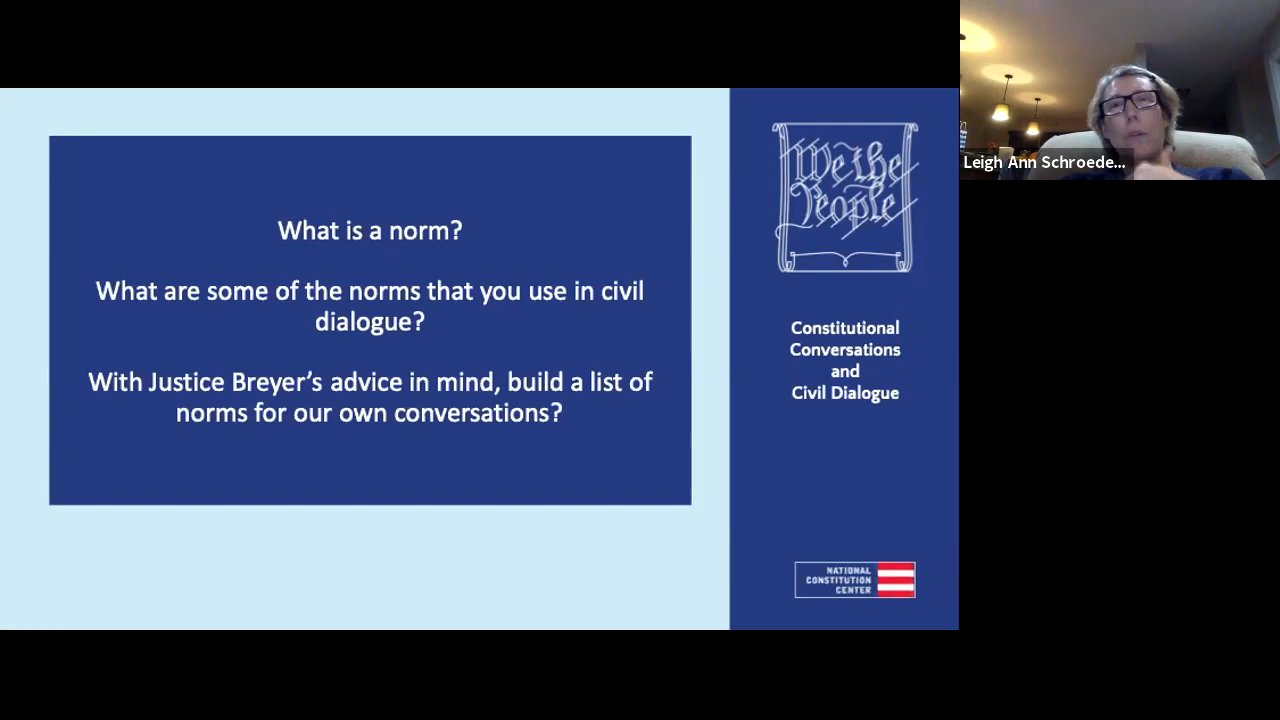 What is a norm?
What are some of the norms that you use in civil
dialogue?
With Justice Breyer's advice in mind, build a list of
norms for our own conversations?
We the
People
Constitutional
Conversations
and
Civil Dialogue
NATIONAL
CONSTITUTION
CENTER
Leigh Ann Schroede...